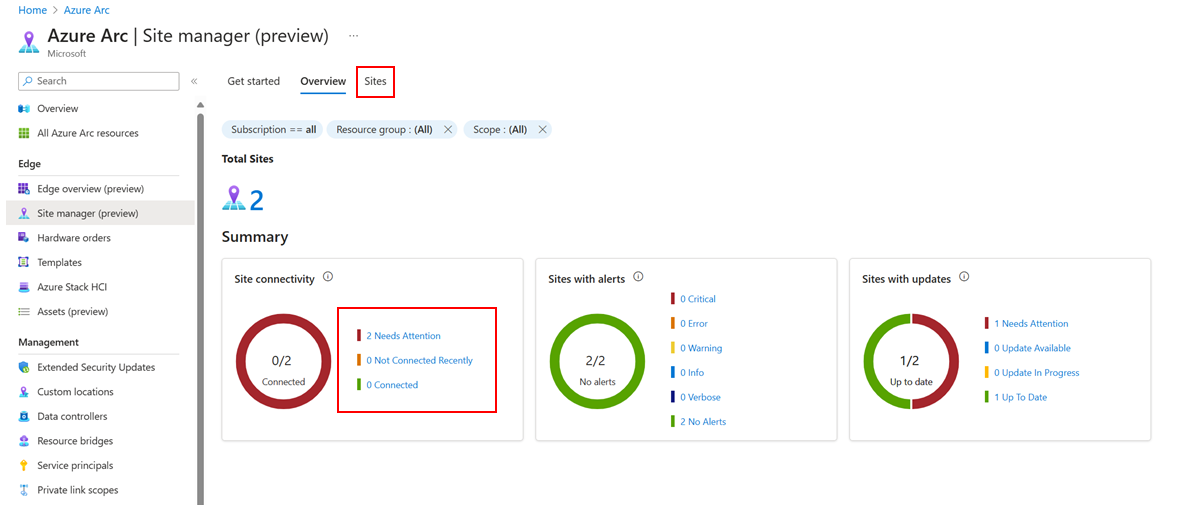 Home > Azure Arc
Azure Arc | Site manager (preview) ...
Microsoft
Search «
Overview
All Azure Arc resources
Edge
Edge overview (preview)
Site manager (preview)
Hardware orders
Templates
Azure Stack HCI
Assets (preview)
Management
Extended Security Updates
Custom locations
Data controllers
Resource bridges
Service principals
Private link scopes
Get started Overview Sites
Subscription == all Resource group : (All) Scope : (All)
Total Sites
2
Summary
Site connectivity
0/2
Connected
2 Needs Attention
0 Not Connected Recently
0 Connected
Sites with alerts
2/2
No alerts
0 Critical
0 Error
0 Warning
0 Info
0 Verbose
2 No Alerts
Sites with updates
1/2
Up to date
1 Needs Attention
0 Update Available
0 Update In Progress
1 Up To Date